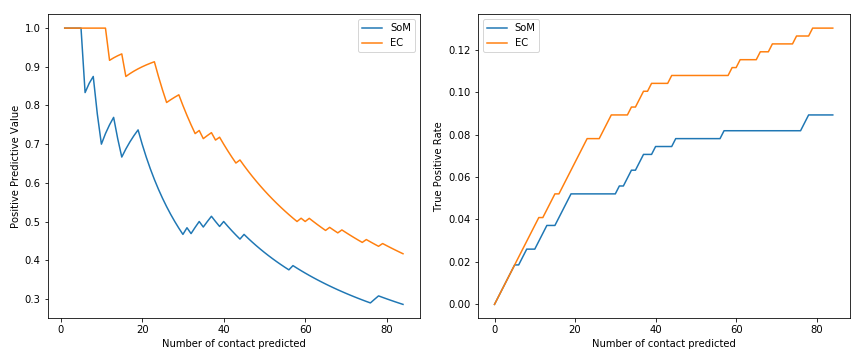 1.0
0.9
0.8
0.7
0.6
0.5
0.4
0.3
Positive Predictive Value
0 20 40 60 80
Number of contact predicted
SoM
EC
0.12
0.10
0.08
0.06
0.04
0.02
0.00
True Positive Rate
0 20 40 60 80
Number of contact predicted
SoM
EC